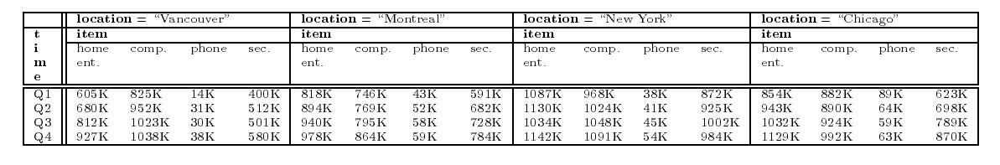 location = “Vancouver” location = “Montreal” location = “New York” location = “Chicago”
t item item item item
i home comp. phone sec. home comp. phone sec. home comp. phone sec. home comp. phone sec.
m ent. ent. ent. ent.
e
Q1 605K 825K 14K 400K 818K 746K 43K 591K 1087K 968K 38K 872K 854K 882K 89K 623K
Q2 680K 952K 31K 512K 894K 769K 52K 682K 1130K 1024K 41K 925K 943K 890K 64K 698K
Q3 812K 1023K 30K 501K 940K 795K 58K 728K 1034K 1048K 45K 1002K 1032K 924K 59K 789K
Q4 927K 1038K 38K 580K 978K 864K 59K 784K 1142K 1091K 54K 984K 1129K 992K 63K 870K